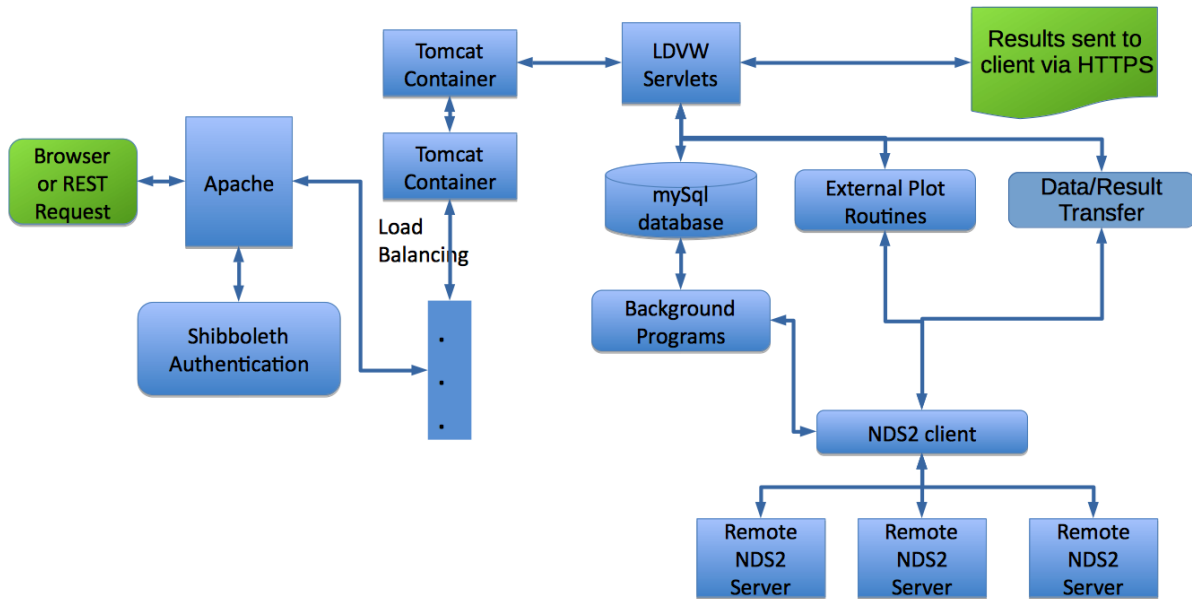 Tomcat
Container
LDVW
Servlets
Results sent to
client via HTTPS
Tomcat
Container
Browser
or REST
Request
Apache
mySql
database
External Plot
Routines
Data/Result
Transfer
Load
Balancing
Shibboleth
Authentication
Background
Programs
.
.
.
NDS2 client
Remote
NDS2
Server
Remote
NDS2
Server
Remote
NDS2
Server